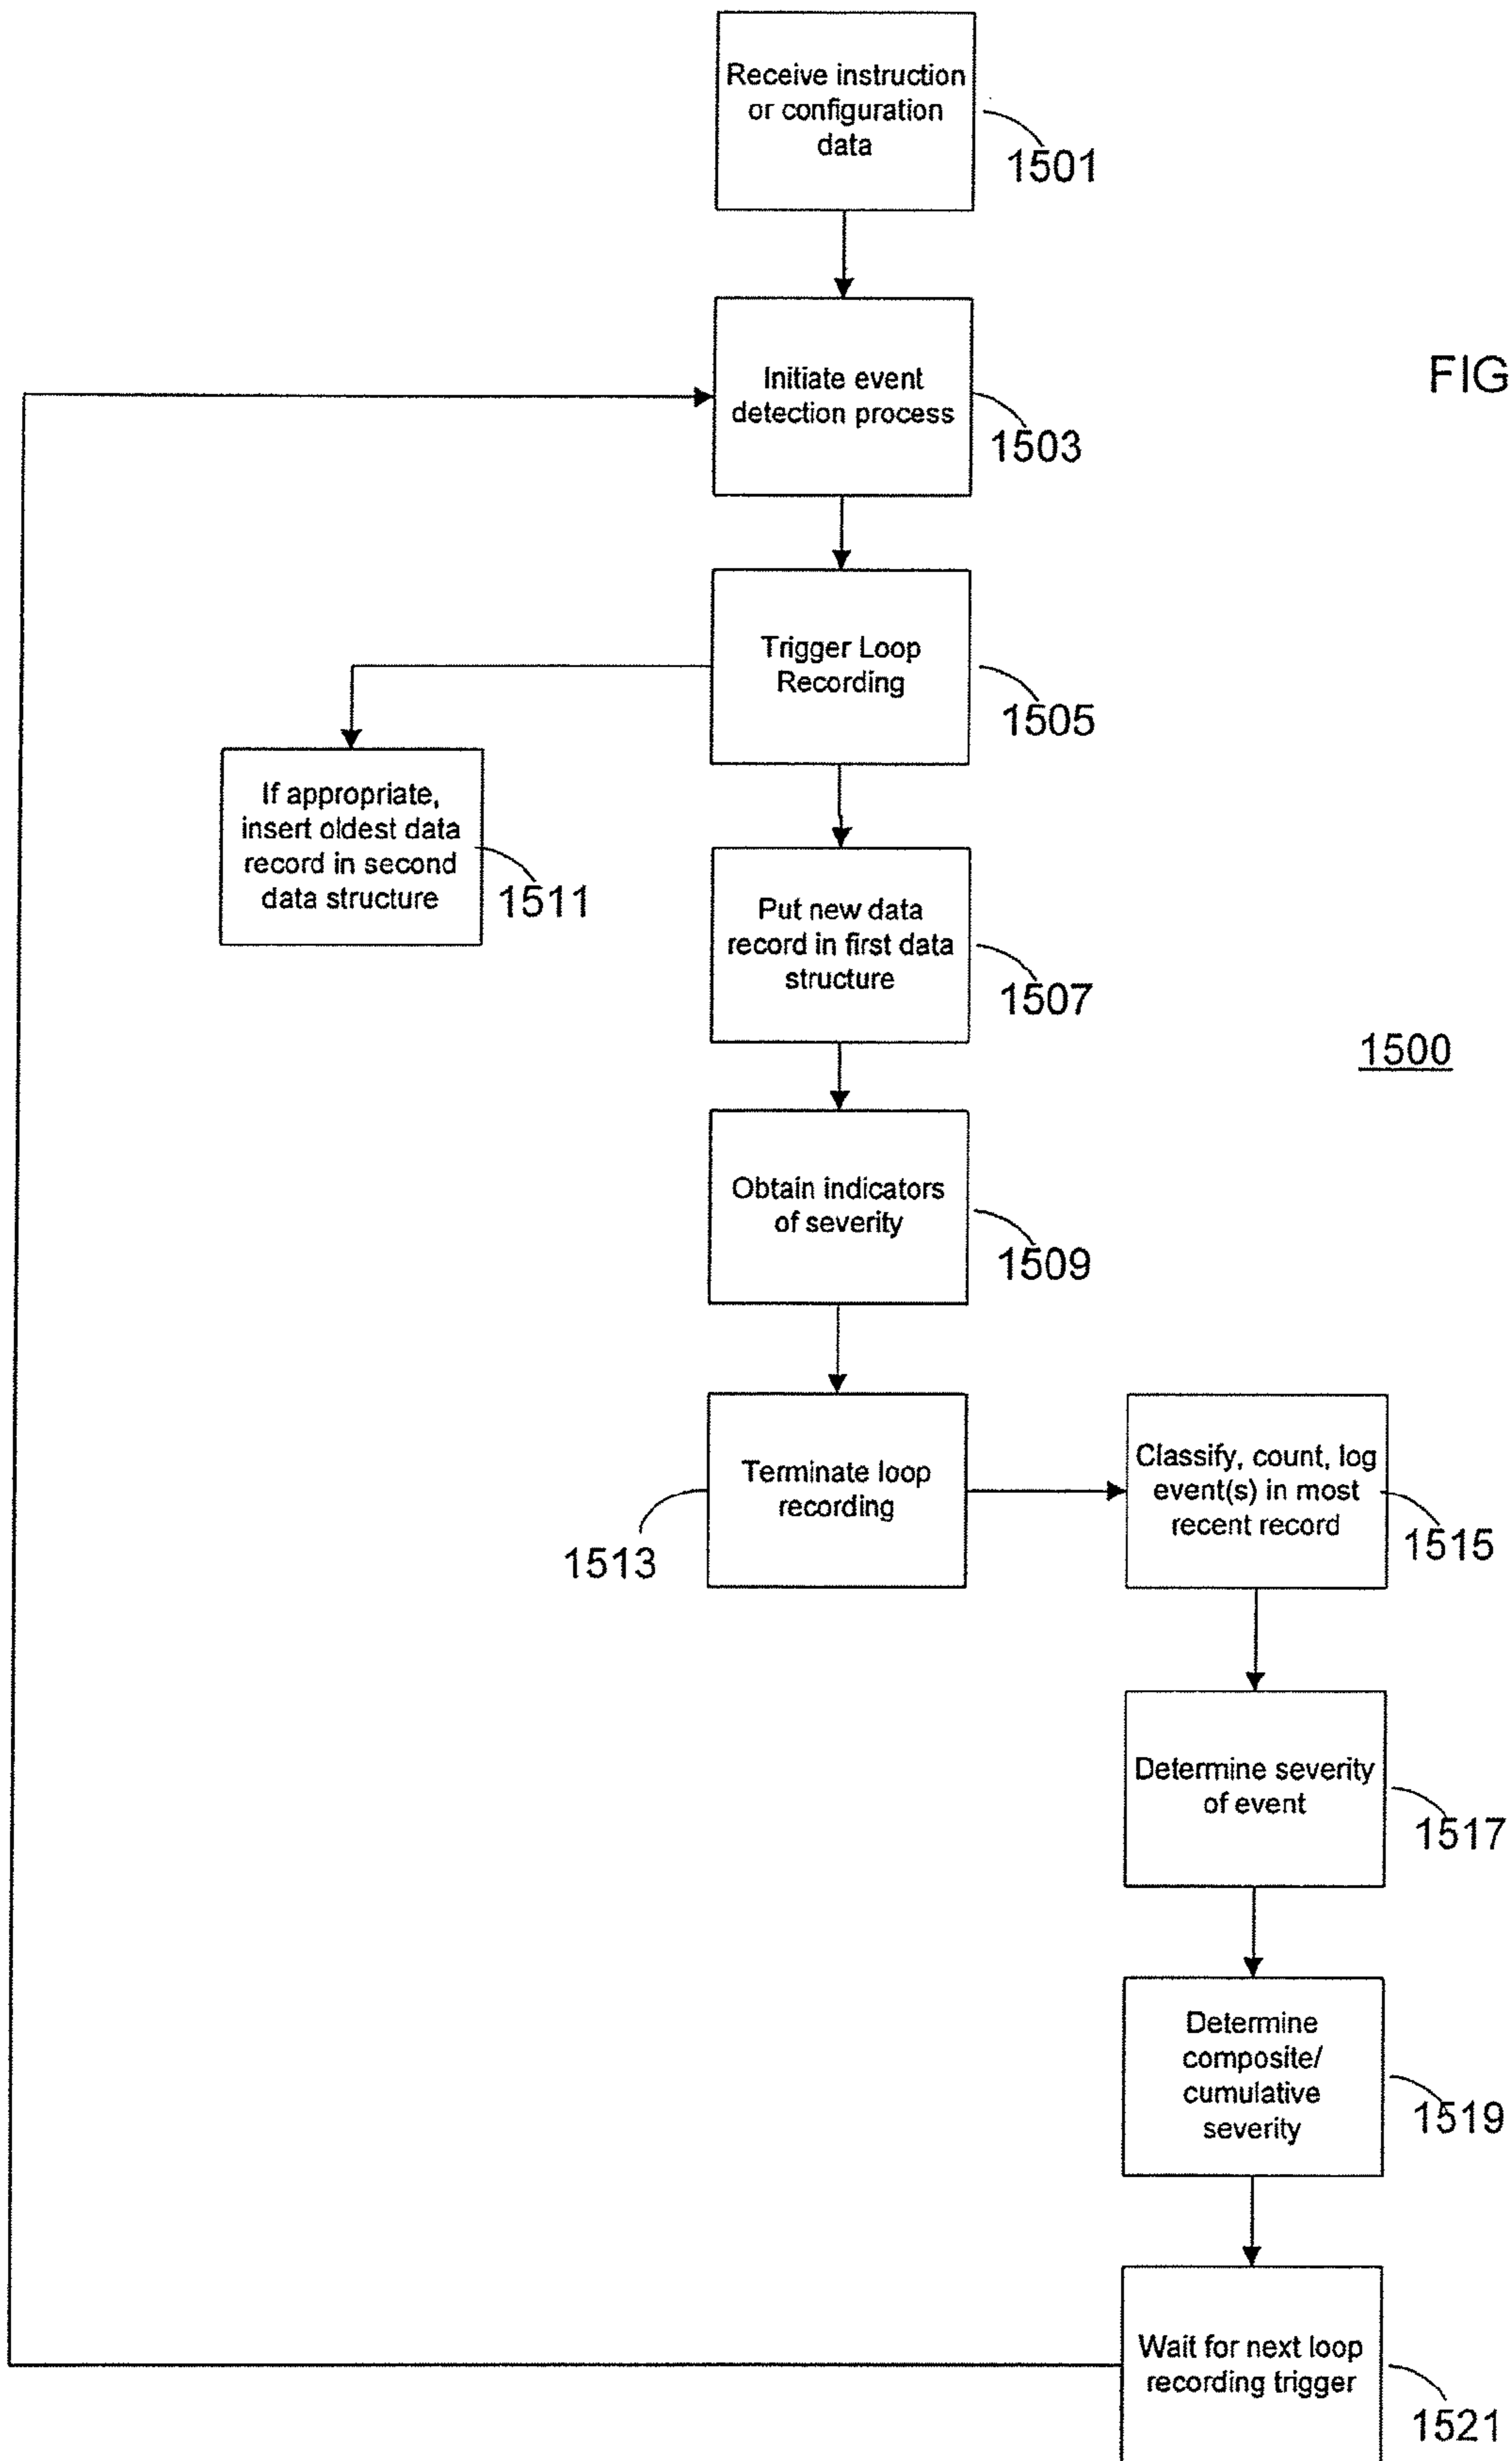 Receive instruction
or configuration
data
1501
FIG
Initiate event
detection process
1503
Trigger Loop
Recording
1505
If appropriate,
insert oldest data
record in second
data structure
1511
Put new data
record in first data
structure
1507
1500
Obtain indicators
of severity
1509
Terminate loop
recording
1513
Classify, count, log
event(s) in most
recent record
1515
Determine severity
of event
1517
Determine
composite/
cumulative
severity
1519
Wait for next loop
recording trigger
1521